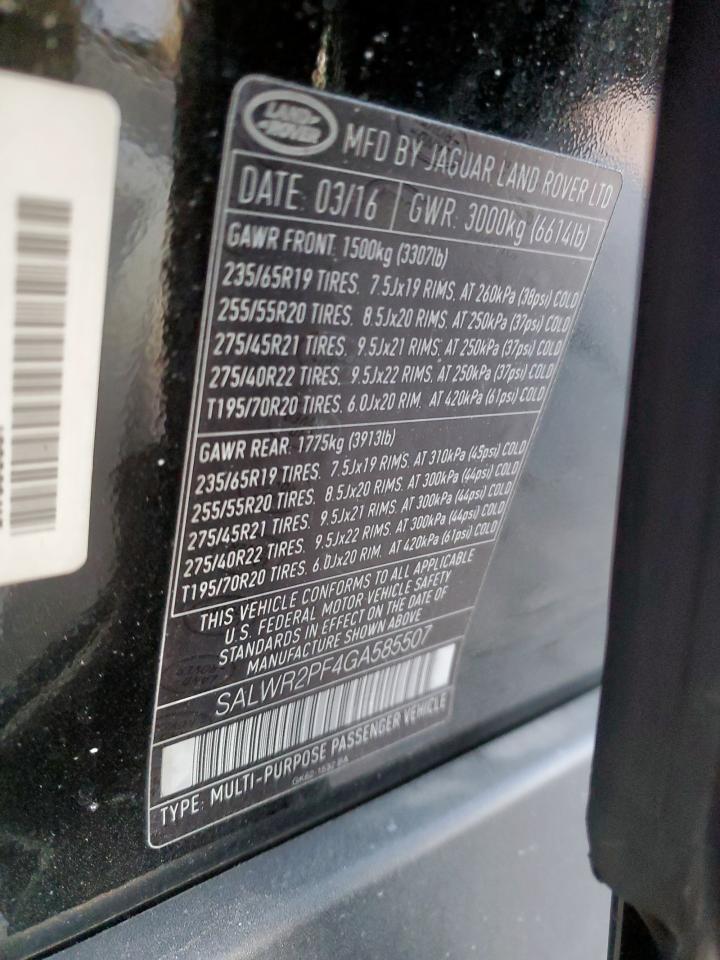 LAND-
-ROVER
MFD BY JAGUAR LAND ROVER LTD
DATE: 03/16 GWR: 3000kg (6614lb)
GAWR FRONT: 1500kg (3307lb)
235/65R19 TIRES. 7.5Jx19 RIMS. AT 260kPa (38psi) COLD
255/55R20 TIRES. 8.5Jx20 RIMS. AT 250kPa (37psi) COLD
275/45R21 TIRES. 9.5Jx21 RIMS. AT 250kPa (37psi) COLD
275/40R22 TIRES. 9.5Jx22 RIMS. AT 250kPa (37psi) COLD
T195/70R20 TIRES. 6.0Jx20 RIM. AT 420kPa (61psi) COLD
GAWR REAR: 1775kg (3913lb)
235/65R19 TIRES. 7.5Jx19 RIMS. AT 310kPa (45psi) COLD
255/55R20 TIRES. 8.5Jx20 RIMS. AT 300kPa (44psi) COLD
275/45R21 TIRES. 9.5Jx21 RIMS. AT 300kPa (44psi) COLD
275/40R22 TIRES. 9.5Jx22 RIMS. AT 300kPa (44psi) COLD
T195/70R20 TIRES. 6.0Jx20 RIM. AT 420kPa (61psi) COLD
THIS VEHICLE CONFORMS TO ALL APPLICABLE
U.S. FEDERAL MOTOR VEHICLE SAFETY
STANDARDS IN EFFECT ON THE DATE OF
MANUFACTURE SHOWN ABOVE
SALWR2PF4GA585507
TYPE: MULTI-PURPOSE PASSENGER VEHICLE